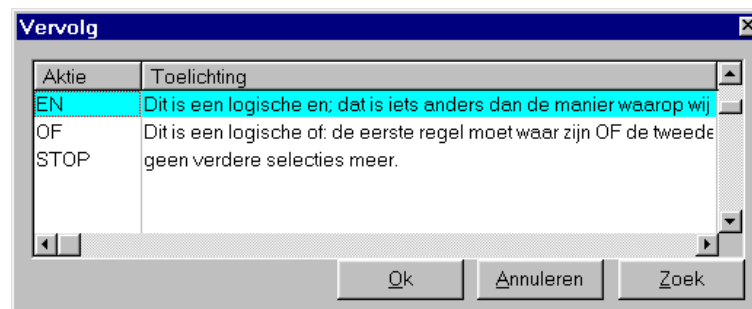 Vervolg
Aktie Toelichting
EN Dit is een logische en; dat is iets anders dan de manier waarop wij
OF Dit is een logische of: de eerste regel moet waar zijn OF de tweede
STOP geen verdere selecties meer.
Ok Annuleren Zoek